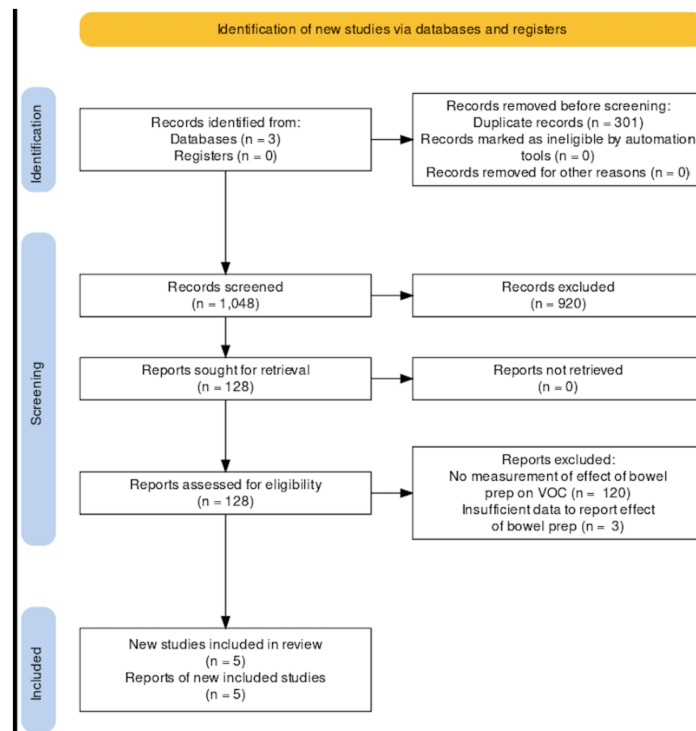 Identification of new studies via databases and registers
Identification
Records identified from:
Databases (n = 3)
Registers (n = 0)
Records removed before screening:
Duplicate records (n = 301)
Records marked as ineligible by automation
tools (n = 0)
Records removed for other reasons (n = 0)
Screening
Records screened
(n = 1,048)
Records excluded
(n = 920)
Reports sought for retrieval
(n = 128)
Reports not retrieved
(n = 0)
Reports assessed for eligibility
(n = 128)
Reports excluded:
No measurement of effect of bowel
prep on VOC (n = 120)
Insufficient data to report effect
of bowel prep (n = 3)
Included
New studies included in review
(n = 5)
Reports of new included studies
(n = 5)